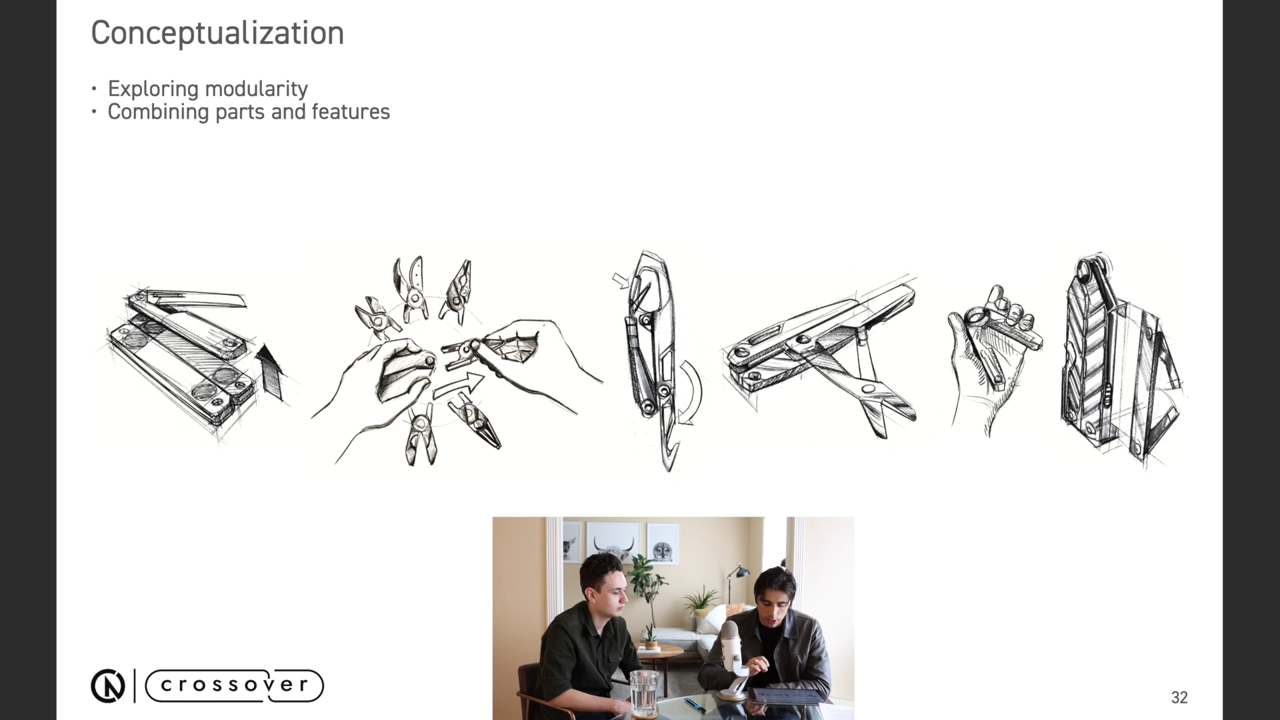 Conceptualization
• Exploring modularity
• Combining parts and features
crossover
32